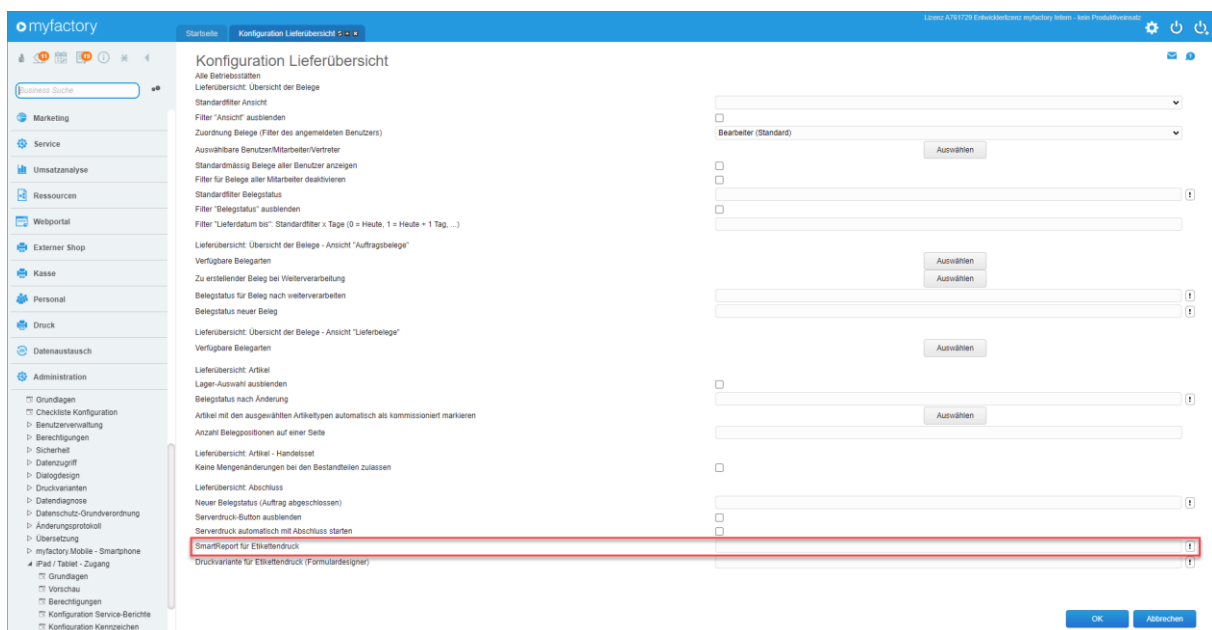 myfactory
Startseite
Konfiguration Lieferübersicht
Lizenz A761729 Entwicklerlizenz myfactory Intern - kein Produktiveinsatz
Business Suche
Marketing
Service
Umsatzanalyse
Ressourcen
Webportal
Externer Shop
Kasse
Personal
Druck
Datenaustausch
Administration
Grundlagen
Checkliste Konfiguration
Benutzerverwaltung
Berechtigungen
Sicherheit
Datenzugriff
Dialogdesign
Druckvarianten
Datendiagnose
Datenschutz-Grundverordnung
Änderungsprotokoll
Übersetzung
myfactory.Mobile - Smartphone
iPad / Tablet - Zugang
Grundlagen
Vorschau
Berechtigungen
Konfiguration Service-Berichte
Konfiguration Kennzeichen
Konfiguration Lieferübersicht
Alle Betriebsstätten
Lieferübersicht: Übersicht der Belege
Standardfilter Ansicht
Filter "Ansicht" ausblenden
Zuordnung Belege (Filter des angemeldeten Benutzers) Bearbeiter (Standard)
Auswählbare Benutzer/Mitarbeiter/Vertreter Auswählen
Standardmässig Belege aller Benutzer anzeigen
Filter für Belege aller Mitarbeiter deaktivieren
Standardfilter Belegstatus
Filter "Belegstatus" ausblenden
Filter "Lieferdatum bis": Standardfilter x Tage (0 = Heute, 1 = Heute + 1 Tag, ...)
Lieferübersicht: Übersicht der Belege - Ansicht "Auftragsbelege"
Verfügbare Belegarten Auswählen
Zu erstellender Beleg bei Weiterverarbeitung Auswählen
Belegstatus für Beleg nach weiterverarbeiten
Belegstatus neuer Beleg
Lieferübersicht: Übersicht der Belege - Ansicht "Lieferbelege"
Verfügbare Belegarten Auswählen
Lieferübersicht: Artikel
Lager-Auswahl ausblenden
Belegstatus nach Änderung
Artikel mit den ausgewählten Artikeltypen automatisch als kommissioniert markieren Auswählen
Anzahl Belegpositionen auf einer Seite
Lieferübersicht: Artikel - Handelsset
Keine Mengenänderungen bei den Bestandteilen zulassen
Lieferübersicht: Abschluss
Neuer Belegstatus (Auftrag abgeschlossen)
Serverdruck-Button ausblenden
Serverdruck automatisch mit Abschluss starten
SmartReport für Etikettendruck
Druckvariante für Etikettendruck (Formulardesigner)
OK Abbrechen